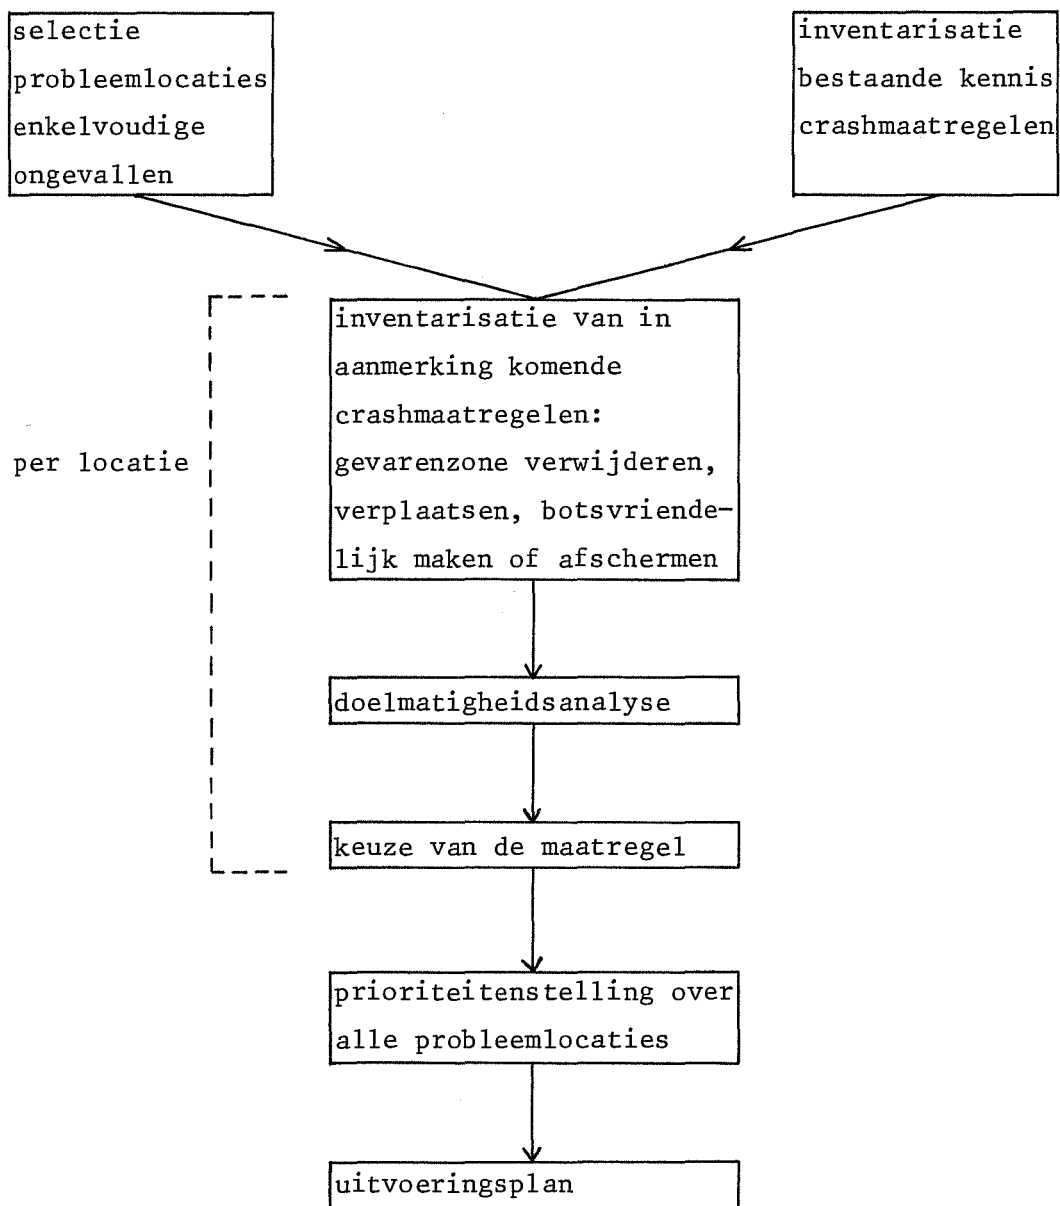 selectie
probleemlocaties
enkelvoudige
ongevallen
inventarisatie
bestaande kennis
crashmaatregelen
per locatie
inventarisatie van in
aanmerking komende
crashmaatregelen:
gevarenzone verwijderen,
verplaatsen, botsvriende-
lijk maken of afschermen
doelmatigheidsanalyse
keuze van de maatregel
prioriteitenstelling over
alle probleemlocaties
uitvoeringsplan